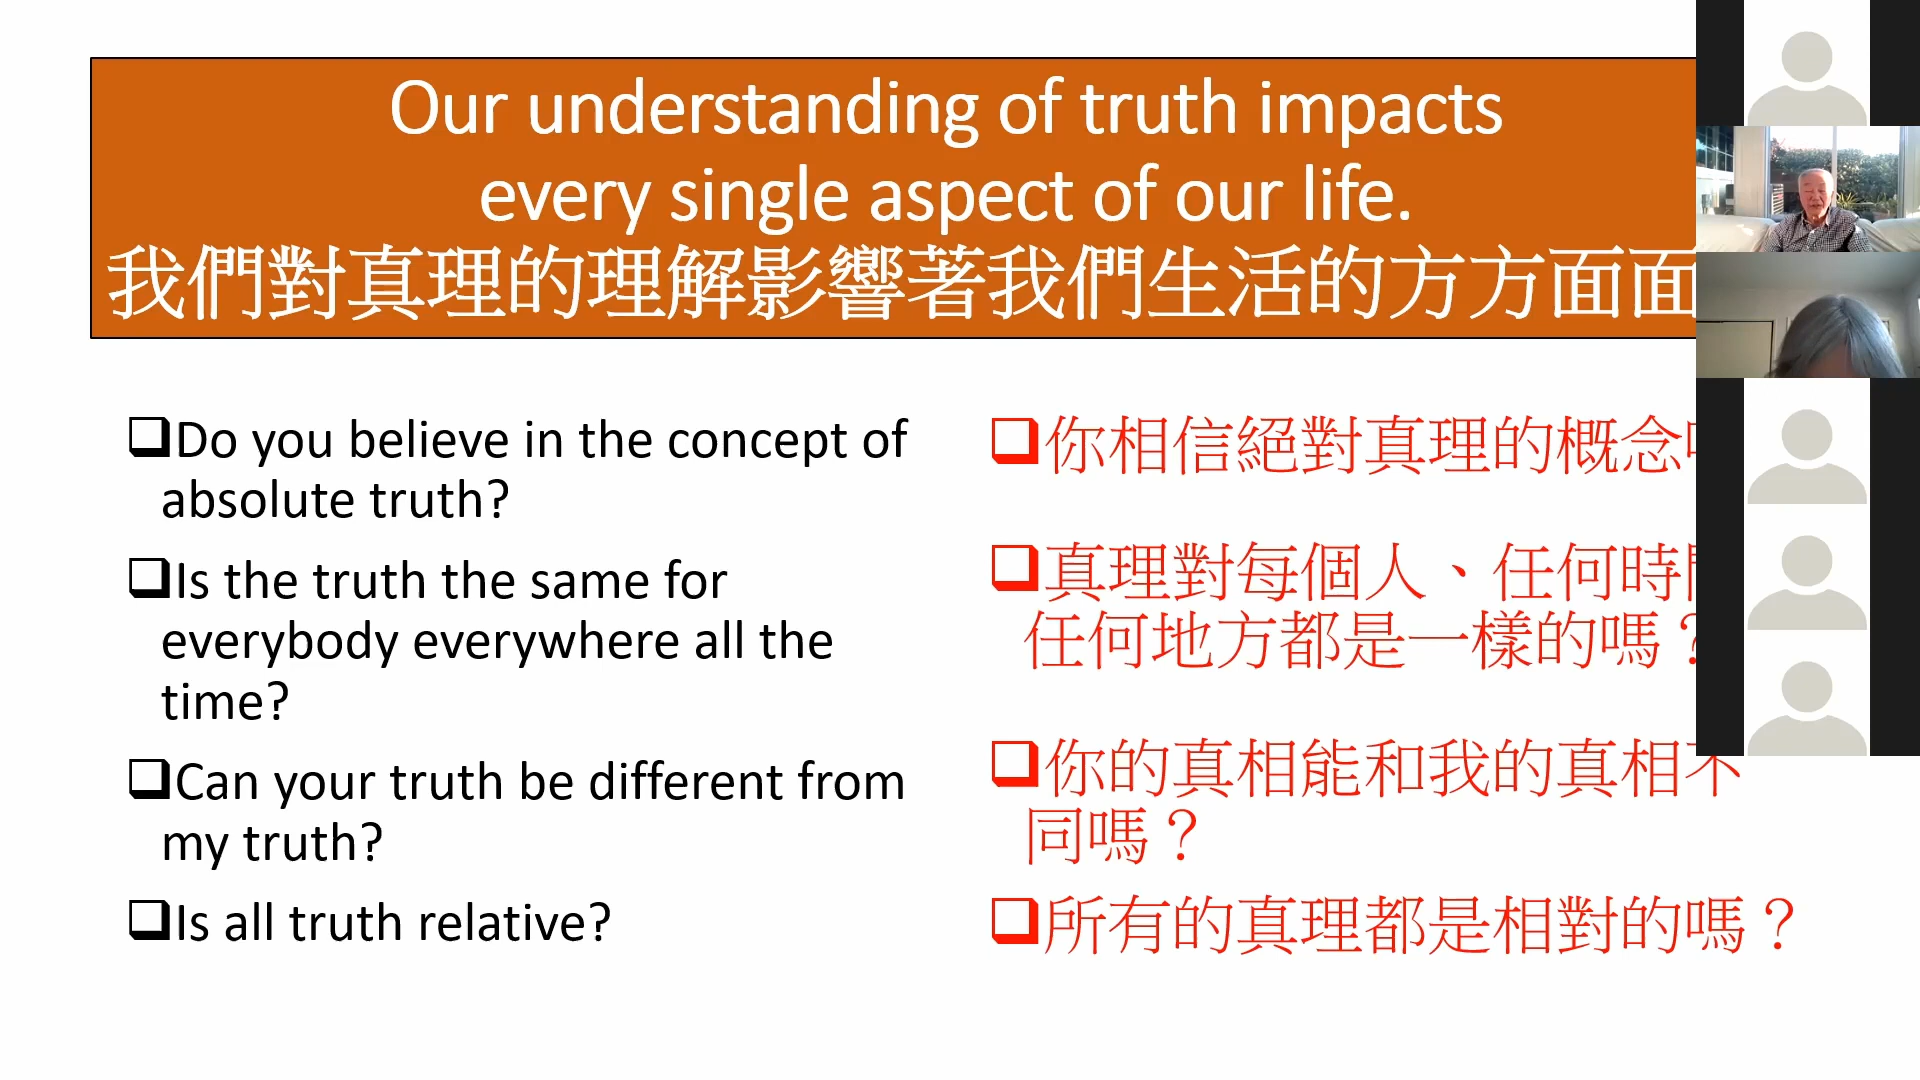 Our understanding of truth impacts
every single aspect of our life.
我們對真理的理解影響著我們生活的方方面面
Do you believe in the concept of
absolute truth?
Is the truth the same for
everybody everywhere all the
time?
Can your truth be different from
my truth?
Is all truth relative?
你相信絕對真理的概念
真理對每個人、任何時
任何地方都是一樣的嗎？
你的真相能和我的真相不
同嗎？
所有的真理都是相對的嗎？